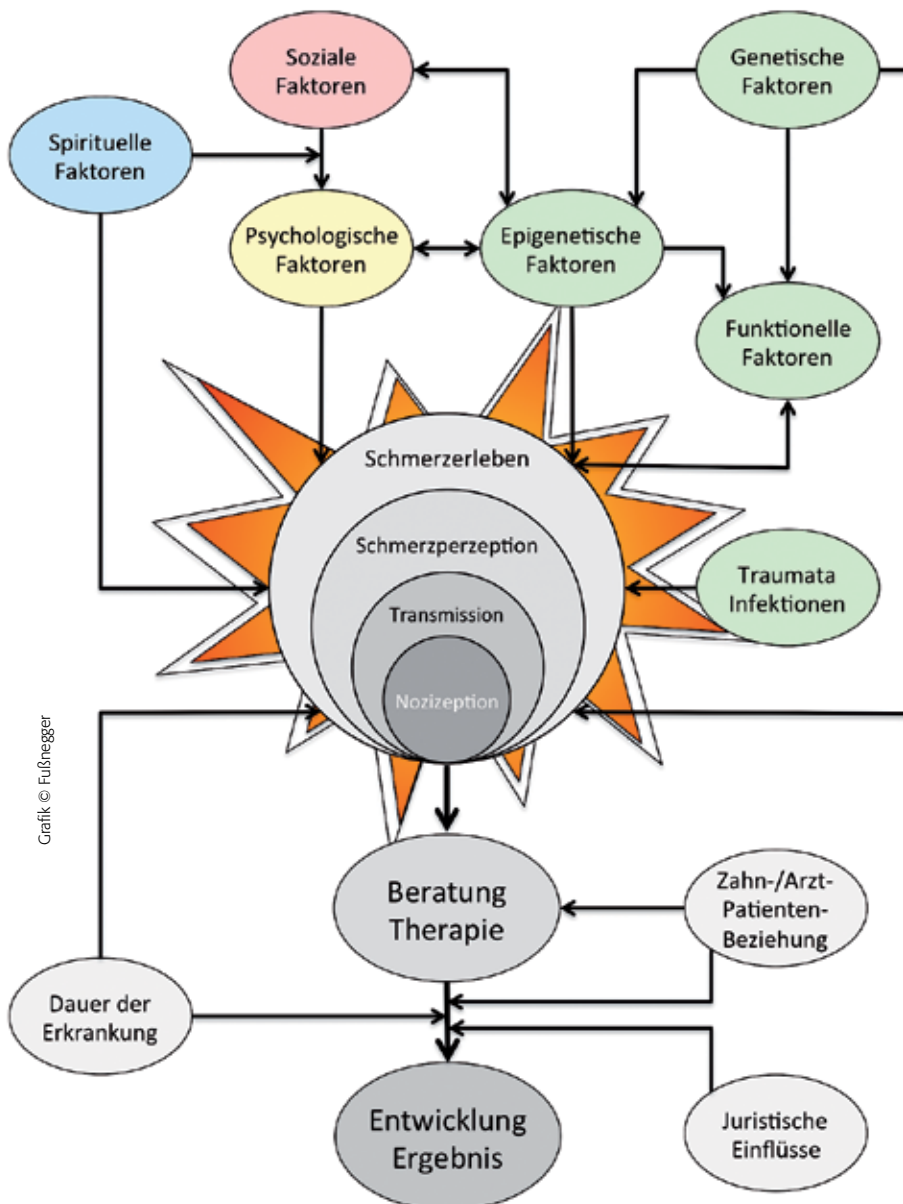 Soziale
Faktoren
Genetische
Faktoren
Spirituelle
Faktoren
Psychologische
Faktoren
Epigenetische
Faktoren
Funktionelle
Faktoren
Schmerzerleben
Schmerzperzeption
Transmission
Nozizeption
Traumata
Infektionen
Grafik © Fußnegger
Beratung
Therapie
Zahn-/Arzt-
Patienten-
Beziehung
Dauer der
Erkrankung
Entwicklung
Ergebnis
Juristische
Einflüsse